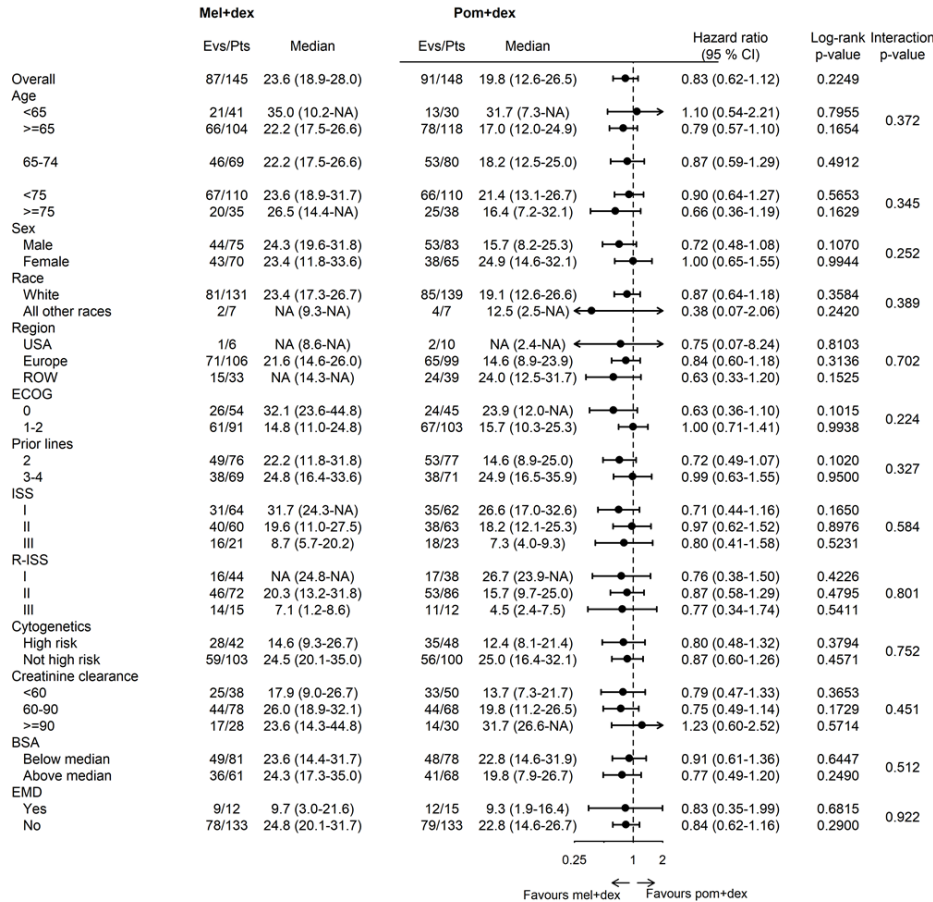 Mel+dex Pom+dex
Evs/Pts Median Evs/Pts Median Hazard ratio (95 % CI) Log-rank p-value Interaction p-value
Overall 87/145 23.6 (18.9-28.0) 91/148 19.8 (12.6-26.5) 0.83 (0.62-1.12) 0.2249
Age
<65 21/41 35.0 (10.2-NA) 13/30 31.7 (7.3-NA) 1.10 (0.54-2.21) 0.7955
0.372
>=65 66/104 22.2 (17.5-26.6) 78/118 17.0 (12.0-24.9) 0.79 (0.57-1.10) 0.1654
65-74 46/69 22.2 (17.5-26.6) 53/80 18.2 (12.5-25.0) 0.87 (0.59-1.29) 0.4912
<75 67/110 23.6 (18.9-31.7) 66/110 21.4 (13.1-26.7) 0.90 (0.64-1.27) 0.5653
0.345
>=75 20/35 26.5 (14.4-NA) 25/38 16.4 (7.2-32.1) 0.66 (0.36-1.19) 0.1629
Sex
Male 44/75 24.3 (19.6-31.8) 53/83 15.7 (8.2-25.3) 0.72 (0.48-1.08) 0.1070
0.252
Female 43/70 23.4 (11.8-33.6) 38/65 24.9 (14.6-32.1) 1.00 (0.65-1.55) 0.9944
Race
White 81/131 23.4 (17.3-26.7) 85/139 19.1 (12.6-26.6) 0.87 (0.64-1.18) 0.3584
0.389
All other races 2/7 NA (9.3-NA) 4/7 12.5 (2.5-NA) 0.38 (0.07-2.06) 0.2420
Region
USA 1/6 NA (8.6-NA) 2/10 NA (2.4-NA) 0.75 (0.07-8.24) 0.8103
Europe 71/106 21.6 (14.6-26.0) 65/99 14.6 (8.9-23.9) 0.84 (0.60-1.18) 0.3136 0.702
ROW 15/33 NA (14.3-NA) 24/39 24.0 (12.5-31.7) 0.63 (0.33-1.20) 0.1525
ECOG
0 26/54 32.1 (23.6-44.8) 24/45 23.9 (12.0-NA) 0.63 (0.36-1.10) 0.1015
0.224
1-2 61/91 14.8 (11.0-24.8) 67/103 15.7 (10.3-25.3) 1.00 (0.71-1.41) 0.9938
Prior lines
2 49/76 22.2 (11.8-31.8) 53/77 14.6 (8.9-25.0) 0.72 (0.49-1.07) 0.1020
0.327
3-4 38/69 24.8 (16.4-33.6) 38/71 24.9 (16.5-35.9) 0.99 (0.63-1.55) 0.9500
ISS
I 31/64 31.7 (24.3-NA) 35/62 26.6 (17.0-32.6) 0.71 (0.44-1.16) 0.1650
II 40/60 19.6 (11.0-27.5) 38/63 18.2 (12.1-25.3) 0.97 (0.62-1.52) 0.8976 0.584
III 16/21 8.7 (5.7-20.2) 18/23 7.3 (4.0-9.3) 0.80 (0.41-1.58) 0.5231
R-ISS
I 16/44 NA (24.8-NA) 17/38 26.7 (23.9-NA) 0.76 (0.38-1.50) 0.4226
II 46/72 20.3 (13.2-31.8) 53/86 15.7 (9.7-25.0) 0.87 (0.58-1.29) 0.4795 0.801
III 14/15 7.1 (1.2-8.6) 11/12 4.5 (2.4-7.5) 0.77 (0.34-1.74) 0.5411
Cytogenetics
High risk 28/42 14.6 (9.3-26.7) 35/48 12.4 (8.1-21.4) 0.80 (0.48-1.32) 0.3794
0.752
Not high risk 59/103 24.5 (20.1-35.0) 56/100 25.0 (16.4-32.1) 0.87 (0.60-1.26) 0.4571
Creatinine clearance
<60 25/38 17.9 (9.0-26.7) 33/50 13.7 (7.3-21.7) 0.79 (0.47-1.33) 0.3653
60-90 44/78 26.0 (18.9-32.1) 44/68 19.8 (11.2-26.5) 0.75 (0.49-1.14) 0.1729 0.451
>=90 17/28 23.6 (14.3-44.8) 14/30 31.7 (26.6-NA) 1.23 (0.60-2.52) 0.5714
BSA
Below median 49/81 23.6 (14.4-31.7) 48/78 22.8 (14.6-31.9) 0.91 (0.61-1.36) 0.6447
0.512
Above median 36/61 24.3 (17.3-35.0) 41/68 19.8 (7.9-26.7) 0.77 (0.49-1.20) 0.2490
EMD
Yes 9/12 9.7 (3.0-21.6) 12/15 9.3 (1.9-16.4) 0.83 (0.35-1.99) 0.6815
0.922
No 78/133 24.8 (20.1-31.7) 79/133 22.8 (14.6-26.7) 0.84 (0.62-1.16) 0.2900
0.25 1 2
Favours mel+dex Favours pom+dex